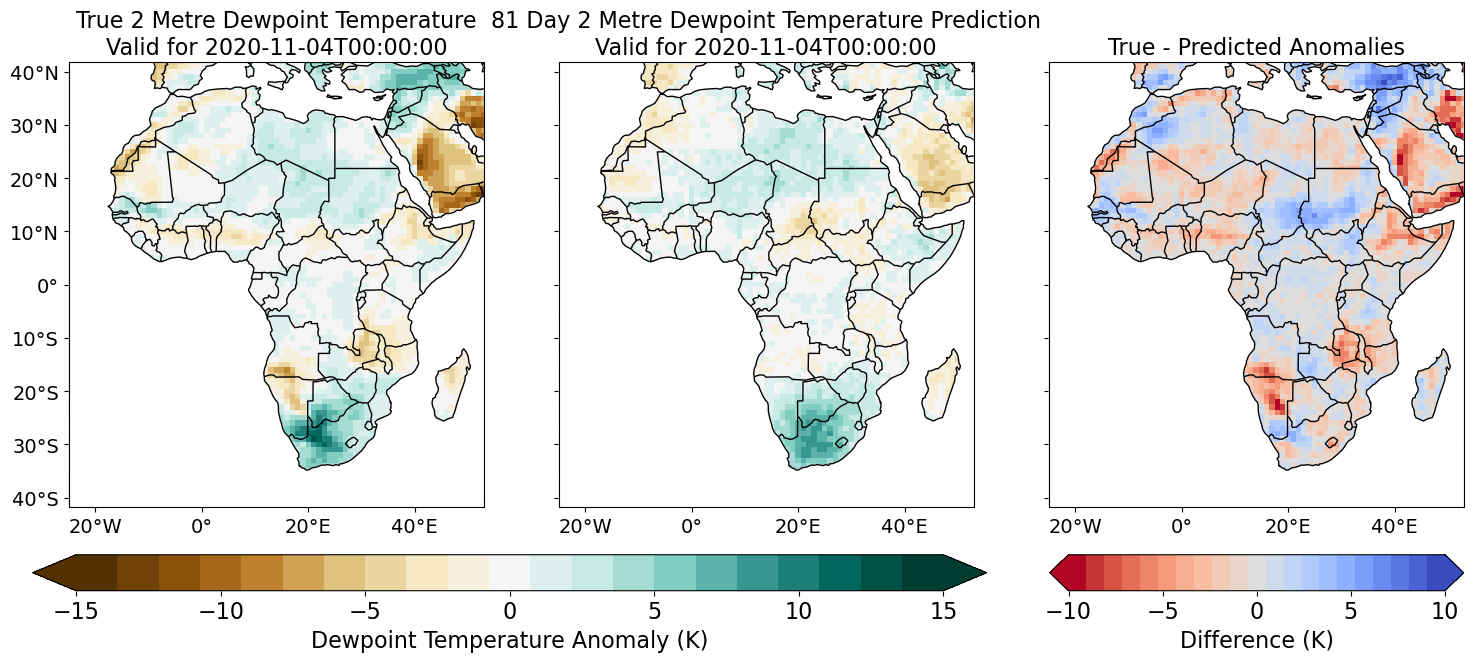 True 2 Metre Dewpoint Temperature
Valid for 2020-11-04T00:00:00
81 Day 2 Metre Dewpoint Temperature Prediction
Valid for 2020-11-04T00:00:00
True - Predicted Anomalies
40°N
30°N
20°N
10°N
0°
10°S
20°S
30°S
40°S
20°W 0° 20°E 40°E
20°W 0° 20°E 40°E
20°W 0° 20°E 40°E
−15 −10 −5 0 5 10 15
Dewpoint Temperature Anomaly (K)
−10 −5 0 5 10
Difference (K)